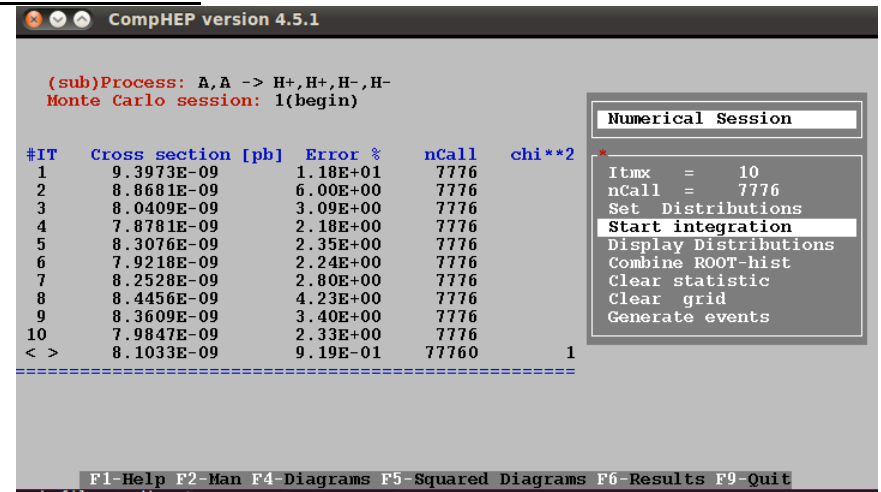 CompHEP version 4.5.1
(sub)Process: A,A -> H+,H+,H-,H-
Monte Carlo session: 1(begin)
#IT Cross section [pb] Error % nCall chi**2
1 9.3973E-09 1.18E+01 7776
2 8.8681E-09 6.00E+00 7776
3 8.0409E-09 3.09E+00 7776
4 7.8781E-09 2.18E+00 7776
5 8.3076E-09 2.35E+00 7776
6 7.9218E-09 2.24E+00 7776
7 8.2528E-09 2.80E+00 7776
8 8.4456E-09 4.23E+00 7776
9 8.3609E-09 3.40E+00 7776
10 7.9847E-09 2.33E+00 7776
< > 8.1033E-09 9.19E-01 77760 1
Numerical Session
*
Itmx = 10
nCall = 7776
Set Distributions
Start integration
Display Distributions
Combine ROOT-hist
Clear statistic
Clear grid
Generate events
F1-Help F2-Man F4-Diagrams F5-Squared Diagrams F6-Results F9-Quit